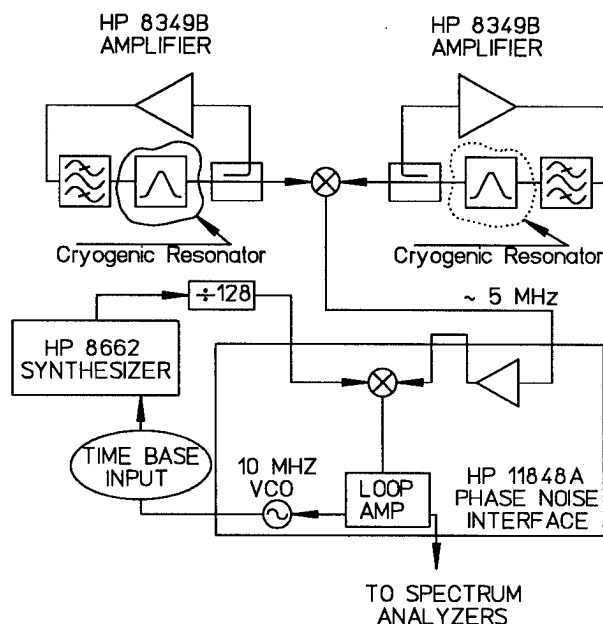 HP 8349B
AMPLIFIER
HP 8349B
AMPLIFIER
Cryogenic Resonator
Cryogenic Resonator
÷128
~ 5 MHz
HP 8662
SYNTHESIZER
TIME BASE
INPUT
10 MHZ
VCO
LOOP
AMP
HP 11848A
PHASE NOISE
INTERFACE
TO SPECTRUM
ANALYZERS